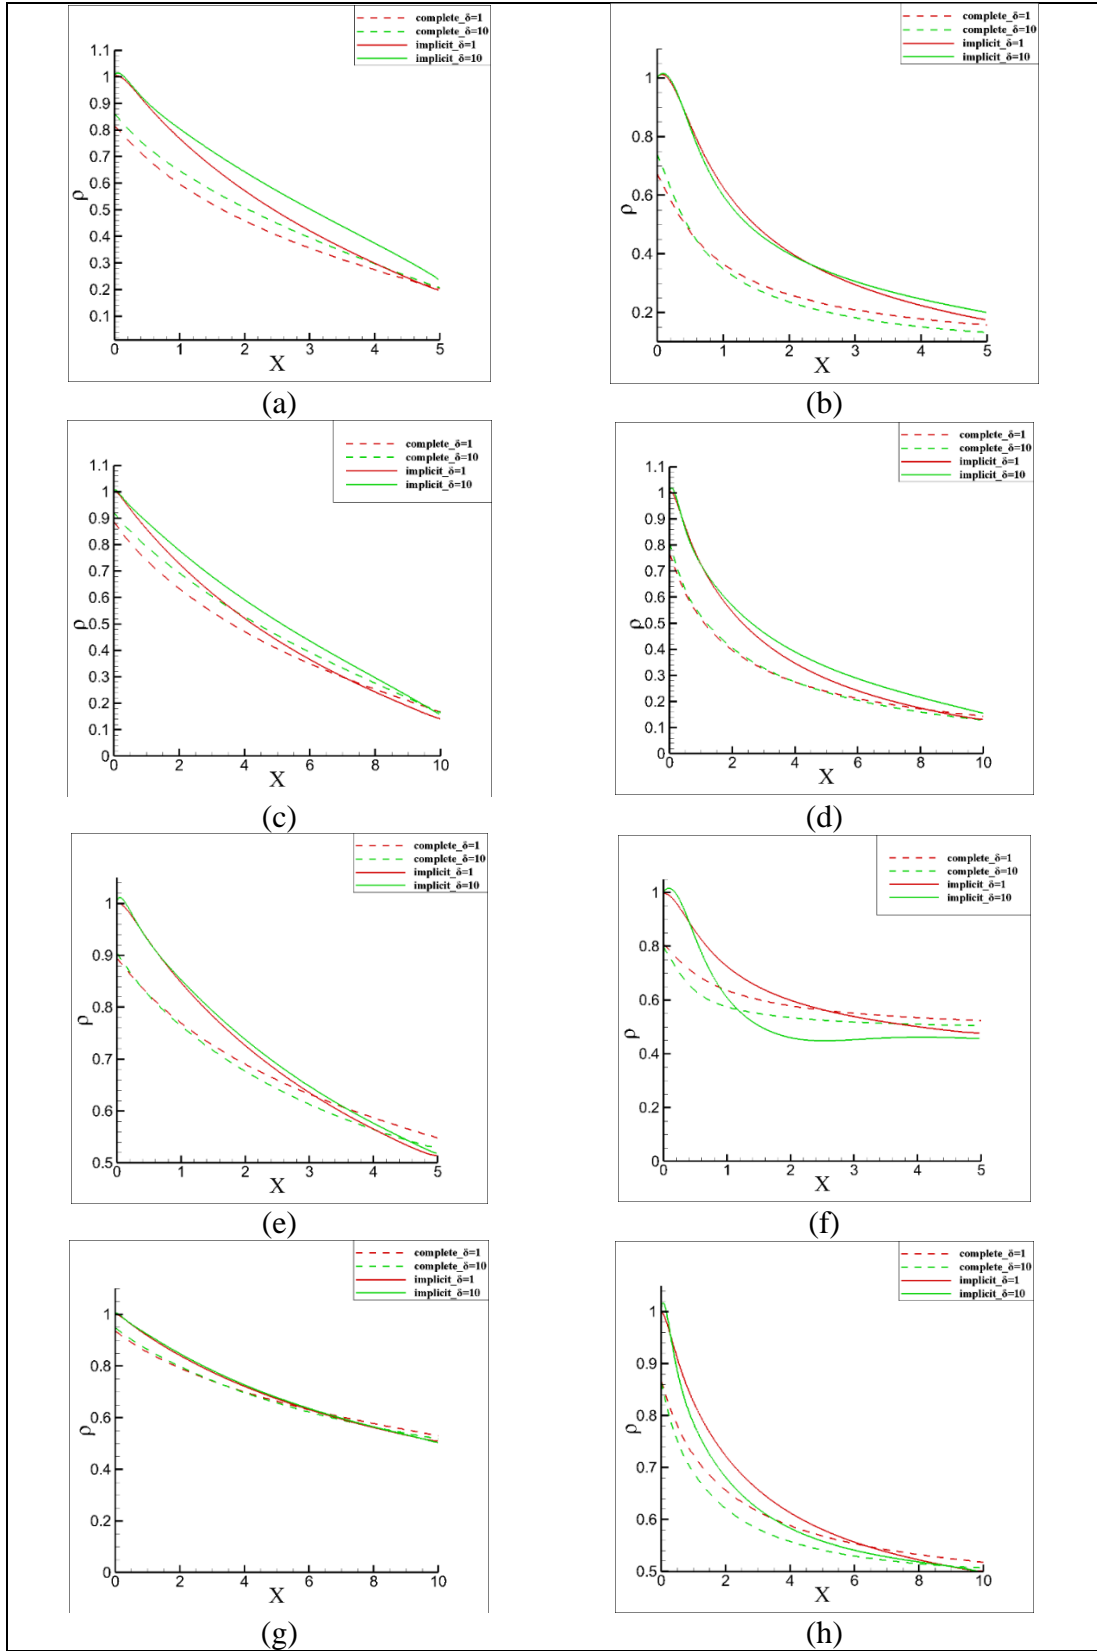 complete_δ=1
complete_δ=10
implicit_δ=1
implicit_δ=10
1.1
1
0.9
0.8
0.7
0.6
0.5
0.4
0.3
0.2
0.1
ρ
0 1 2 3 4 5
X
(a)
complete_δ=1
complete_δ=10
implicit_δ=1
implicit_δ=10
1
0.8
0.6
0.4
0.2
ρ
0 1 2 3 4 5
X
(b)
complete_δ=1
complete_δ=10
implicit_δ=1
implicit_δ=10
1.1
1
0.9
0.8
0.7
0.6
0.5
0.4
0.3
0.2
0.1
0
ρ
0 2 4 6 8 10
X
(c)
complete_δ=1
complete_δ=10
implicit_δ=1
implicit_δ=10
1.1
1
0.9
0.8
0.7
0.6
0.5
0.4
0.3
0.2
0.1
0
ρ
0 2 4 6 8 10
X
(d)
complete_δ=1
complete_δ=10
implicit_δ=1
implicit_δ=10
1
0.9
0.8
0.7
0.6
0.5
ρ
0 1 2 3 4 5
X
(e)
complete_δ=1
complete_δ=10
implicit_δ=1
implicit_δ=10
1
0.8
0.6
0.4
0.2
0
ρ
0 1 2 3 4 5
X
(f)
complete_δ=1
complete_δ=10
implicit_δ=1
implicit_δ=10
1
0.8
0.6
0.4
0.2
0
ρ
0 2 4 6 8 10
X
(g)
complete_δ=1
complete_δ=10
implicit_δ=1
implicit_δ=10
1
0.9
0.8
0.7
0.6
0.5
ρ
0 2 4 6 8 10
X
(h)